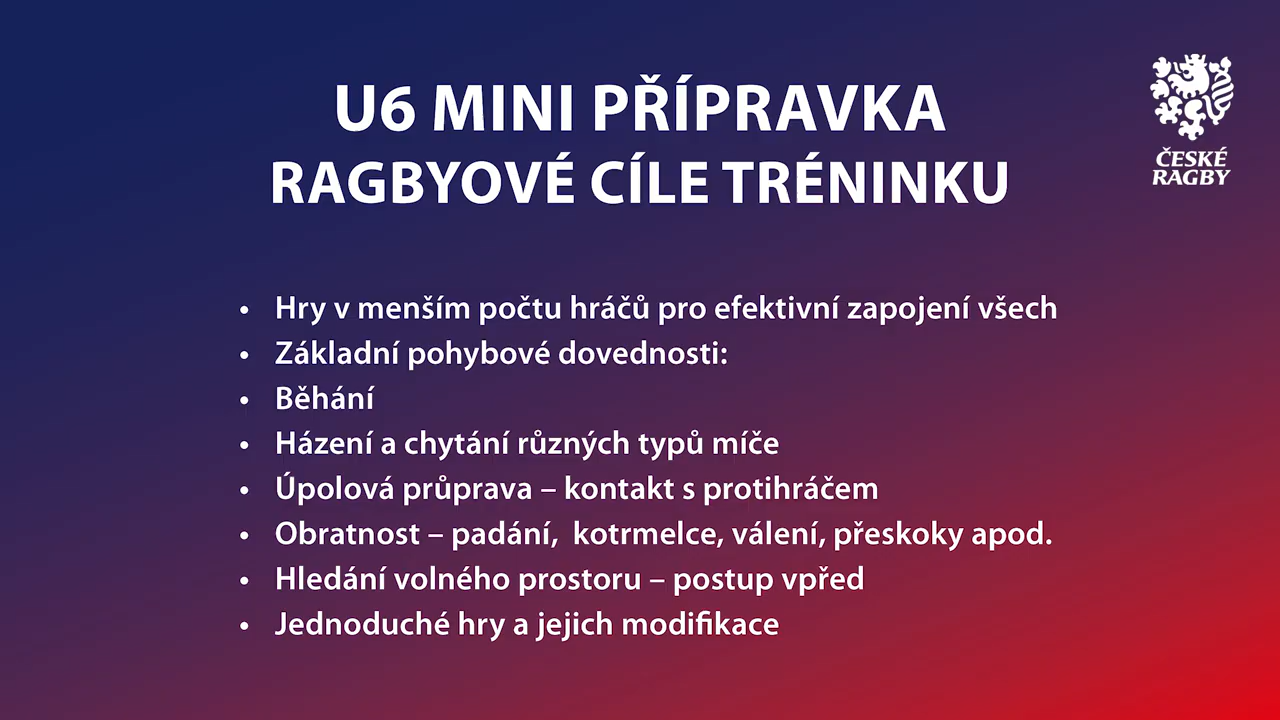 U6 MINI PŘÍPRAVKA
RAGBYOVÉ CÍLE TRÉNINKU
ČESKÉ
RAGBY
• Hry v menším počtu hráčů pro efektivní zapojení všech
• Základní pohybové dovednosti:
• Běhání
• Házení a chytání různých typů míče
• Úpolová průprava – kontakt s protihráčem
• Obratnost – padání,  kotrmelce, válení, přeskoky apod.
• Hledání volného prostoru – postup vpřed
• Jednoduché hry a jejich modifikace